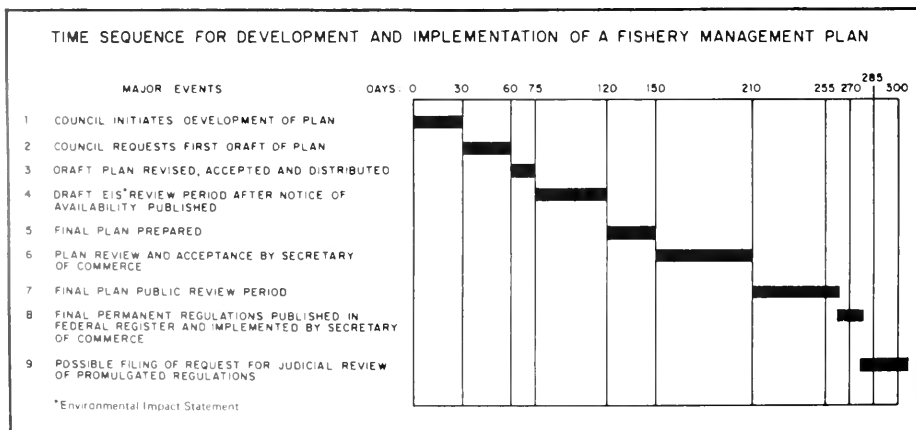 TIME SEQUENCE FOR DEVELOPMENT AND IMPLEMENTATION OF A FISHERY MANAGEMENT PLAN
MAJOR EVENTS DAYS: 0 30 60 75 120 150 210 255 270 285 300
1 COUNCIL INITIATES DEVELOPMENT OF PLAN
2 COUNCIL REQUESTS FIRST DRAFT OF PLAN
3 DRAFT PLAN REVISED, ACCEPTED AND DISTRIBUTED
4 DRAFT EIS* REVIEW PERIOD AFTER NOTICE OF
AVAILABILITY PUBLISHED
5 FINAL PLAN PREPARED
6 PLAN REVIEW AND ACCEPTANCE BY SECRETARY
OF COMMERCE
7 FINAL PLAN PUBLIC REVIEW PERIOD
8 FINAL PERMANENT REGULATIONS PUBLISHED IN
FEDERAL REGISTER AND IMPLEMENTED BY SECRETARY
OF COMMERCE
9 POSSIBLE FILING OF REQUEST FOR JUDICIAL REVIEW
OF PROMULGATED REGULATIONS
*Environmental Impact Statement